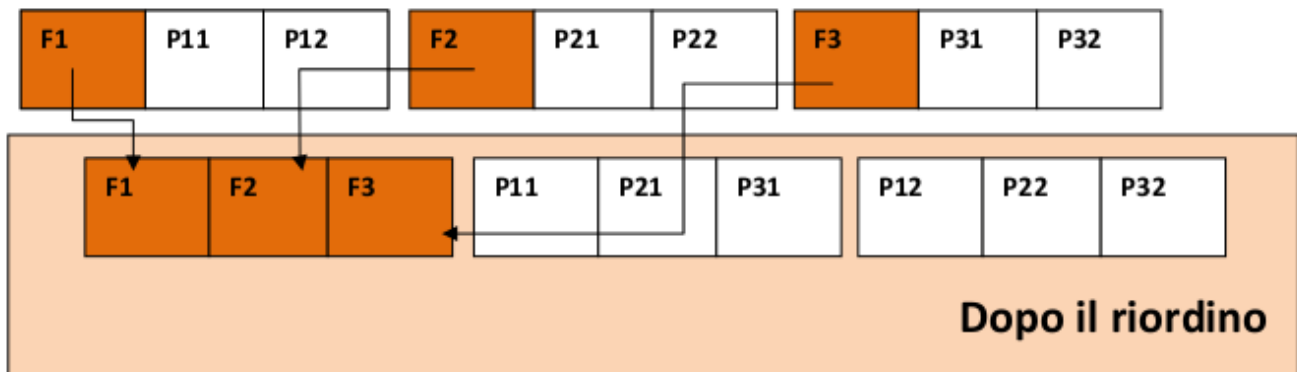 F1 P11 P12 F2 P21 P22 F3 P31 P32
F1 F2 F3 P11 P21 P31 P12 P22 P32
Dopo il riordino